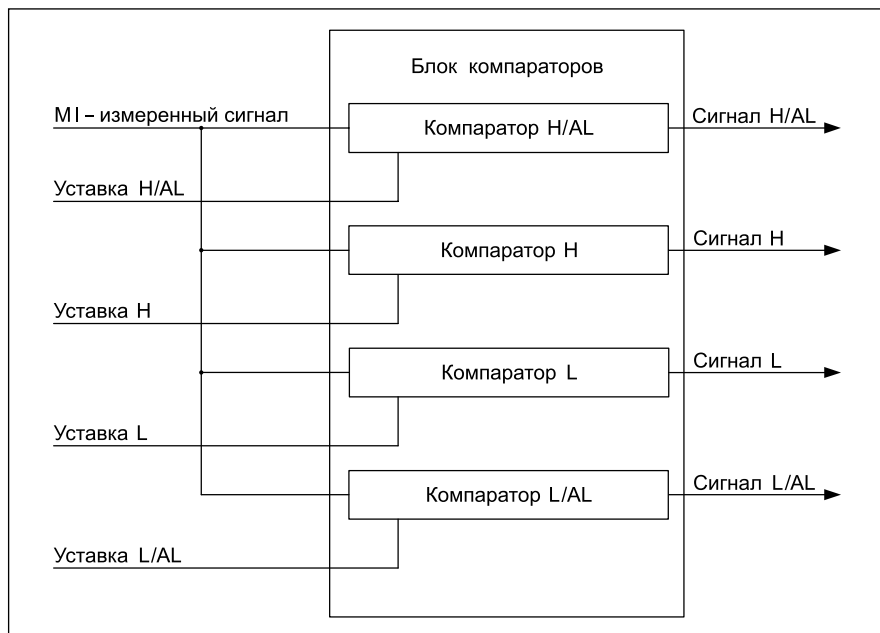 Блок компараторов
MI – измеренный сигнал
Компаратор H/AL
Сигнал H/AL
Уставка H/AL
Компаратор H
Сигнал H
Уставка H
Компаратор L
Сигнал L
Уставка L
Компаратор L/AL
Сигнал L/AL
Уставка L/AL